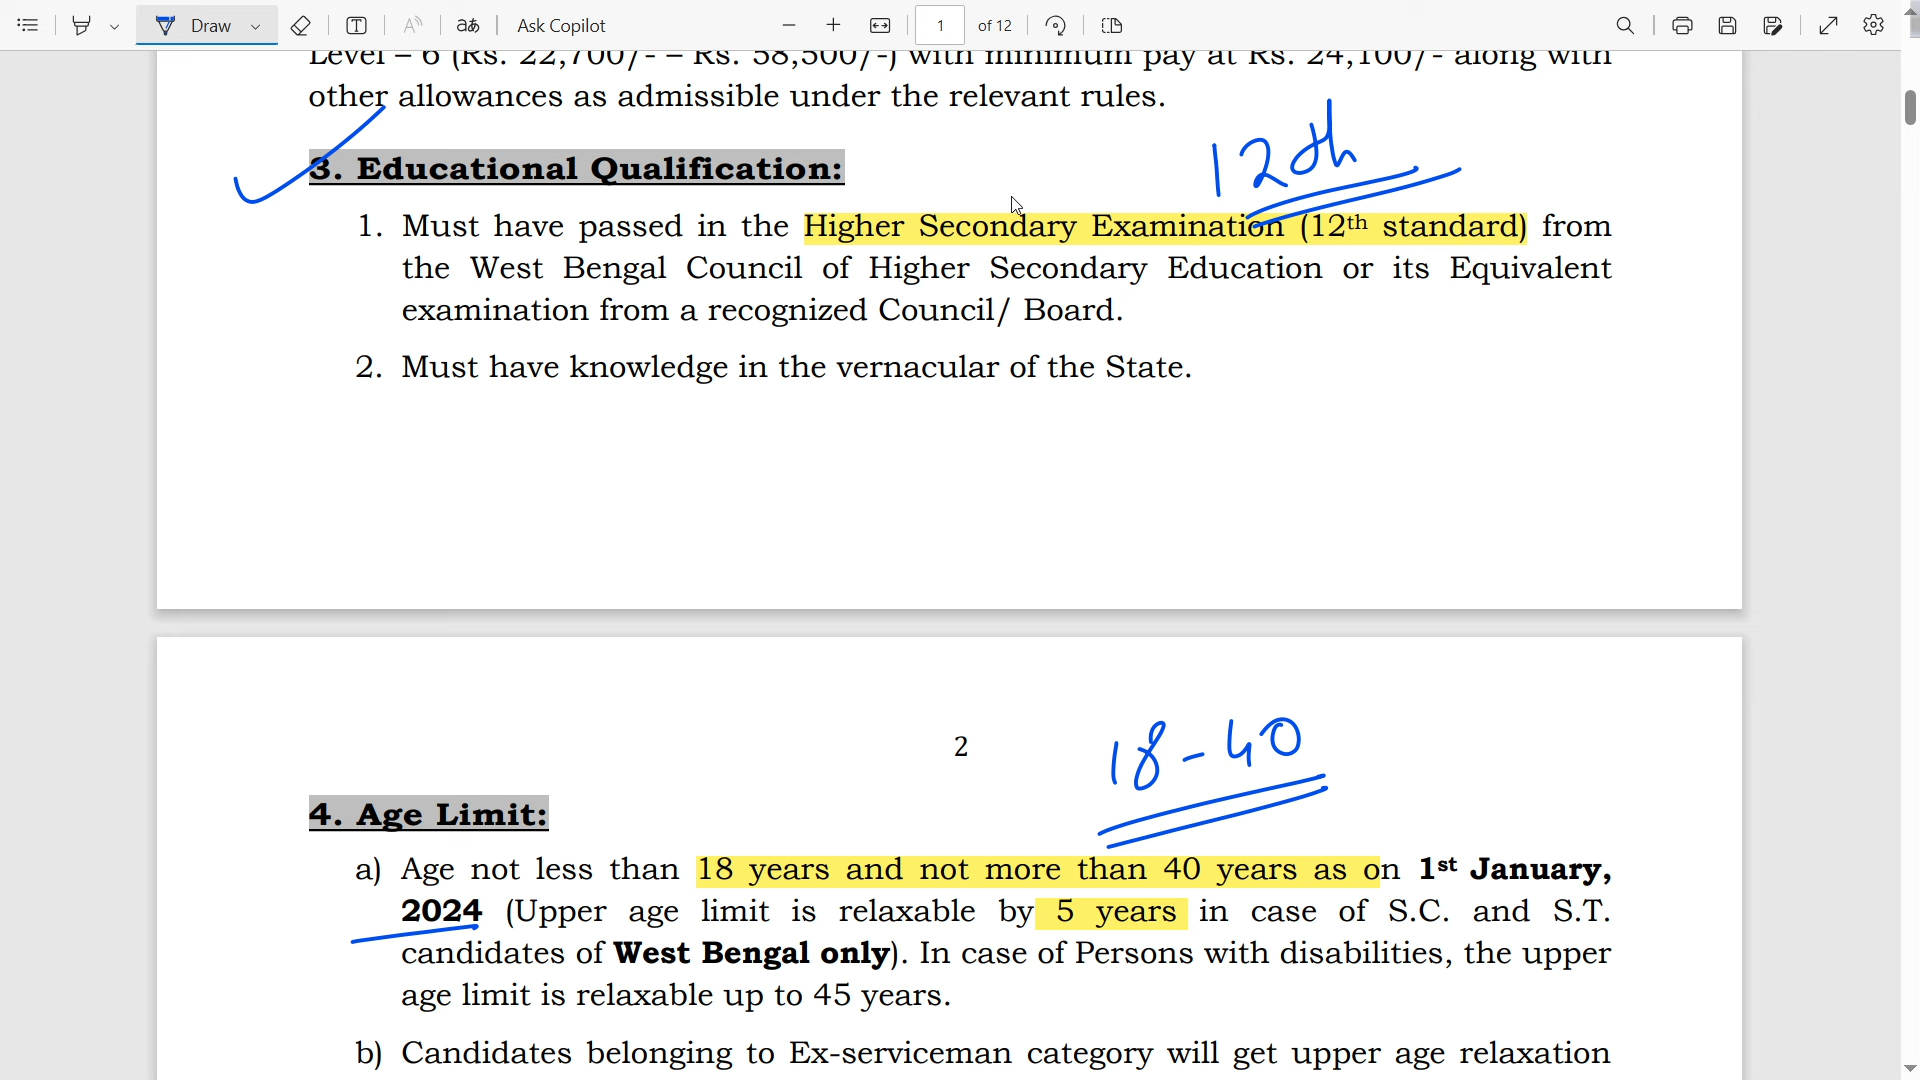 Draw
aあ
Ask Copilot
1 of 12
Level – 6 (Rs. 22,700/- – Rs. 58,500/-) with minimum pay at Rs. 24,100/- along with
other allowances as admissible under the relevant rules.
12th
3. Educational Qualification:
1. Must have passed in the Higher Secondary Examination (12th standard) from
the West Bengal Council of Higher Secondary Education or its Equivalent
examination from a recognized Council/ Board.
2. Must have knowledge in the vernacular of the State.
2
18-40
4. Age Limit:
a) Age not less than 18 years and not more than 40 years as on 1st January,
2024 (Upper age limit is relaxable by 5 years in case of S.C. and S.T.
candidates of West Bengal only). In case of Persons with disabilities, the upper
age limit is relaxable up to 45 years.
b) Candidates belonging to Ex-serviceman category will get upper age relaxation